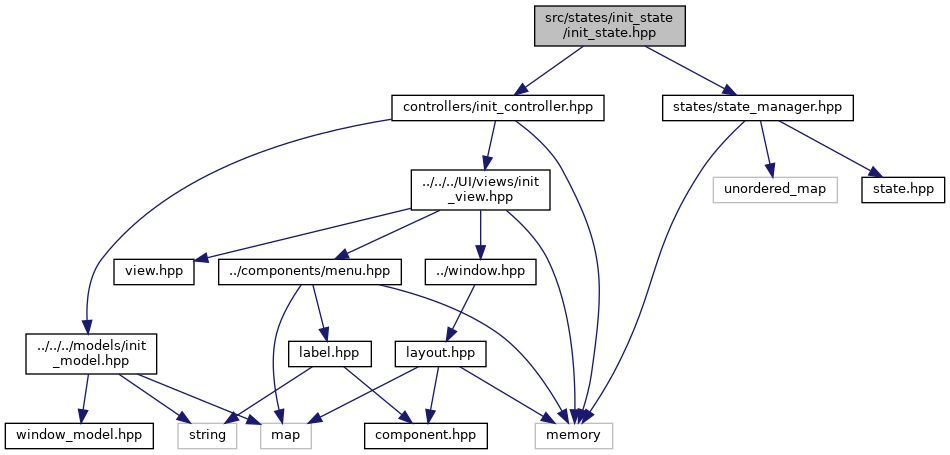 src/states/init_state
/init_state.hpp
controllers/init_controller.hpp
states/state_manager.hpp
../../../UI/views/init
_view.hpp
unordered_map
state.hpp
view.hpp
../components/menu.hpp
../window.hpp
../../../models/init
_model.hpp
label.hpp
layout.hpp
window_model.hpp
string
map
component.hpp
memory